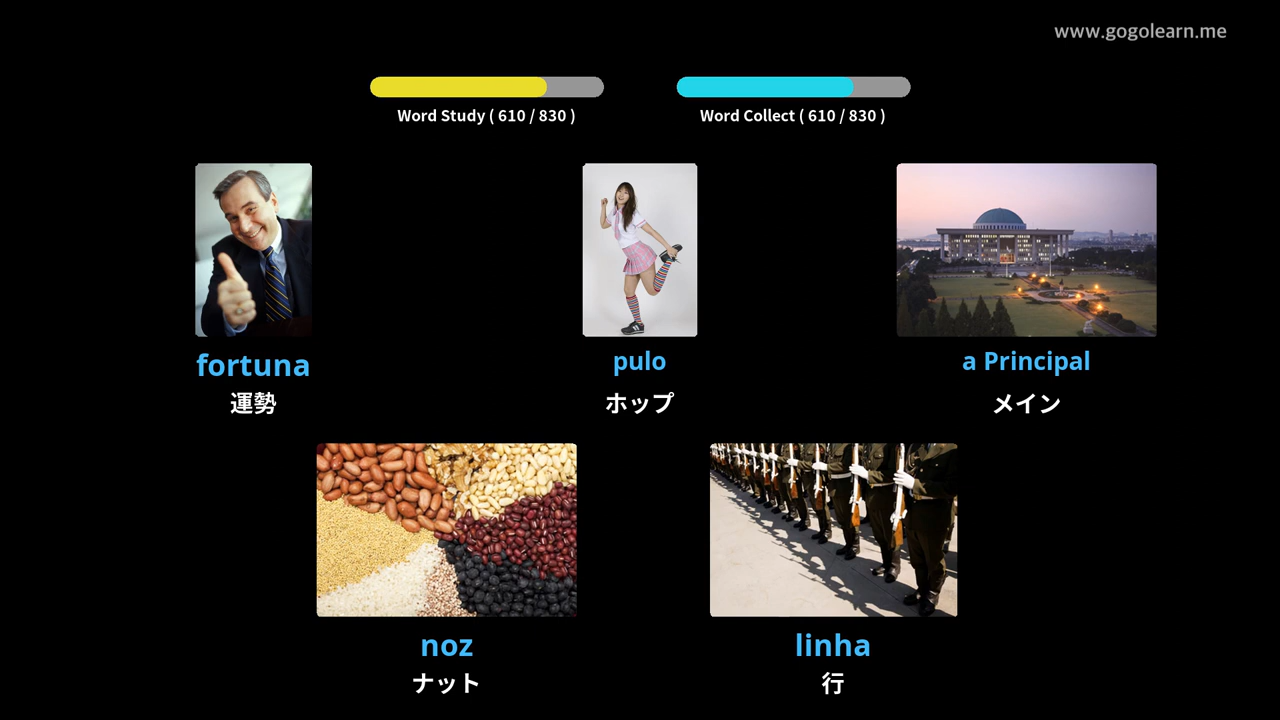 www.gogolearn.me
Word Study ( 610 / 830 )
Word Collect ( 610 / 830 )
fortuna
運勢
pulo
ホップ
a Principal
メイン
noz
ナット
linha
行